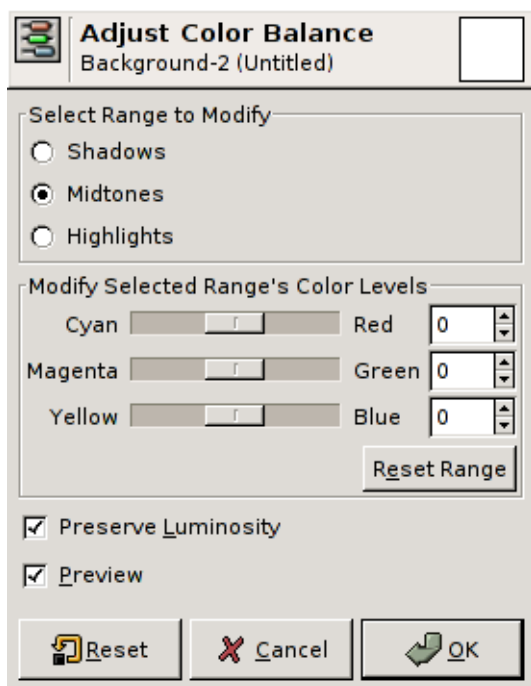 Adjust Color Balance
Background-2 (Untitled)
Select Range to Modify
Shadows
Midtones
Highlights
Modify Selected Range's Color Levels
Cyan Red 0
Magenta Green 0
Yellow Blue 0
Reset Range
Preserve Luminosity
Preview
Reset Cancel OK